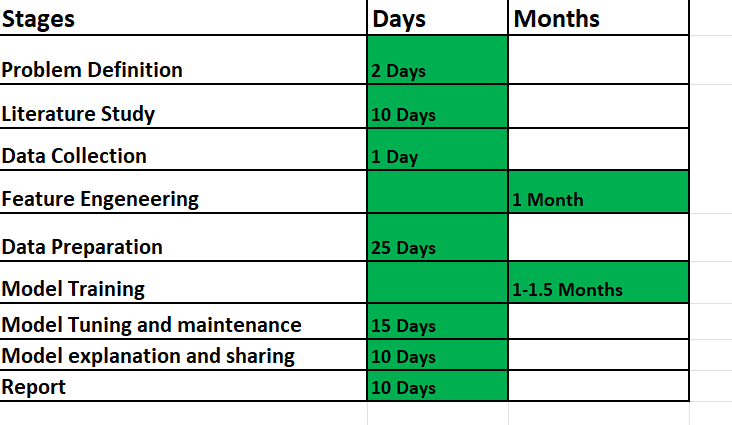 Stages Days Months
Problem Definition 2 Days
Literature Study 10 Days
Data Collection 1 Day
Feature Engeneering 1 Month
Data Preparation 25 Days
Model Training 1-1.5 Months
Model Tuning and maintenance 15 Days
Model explanation and sharing 10 Days
Report 10 Days